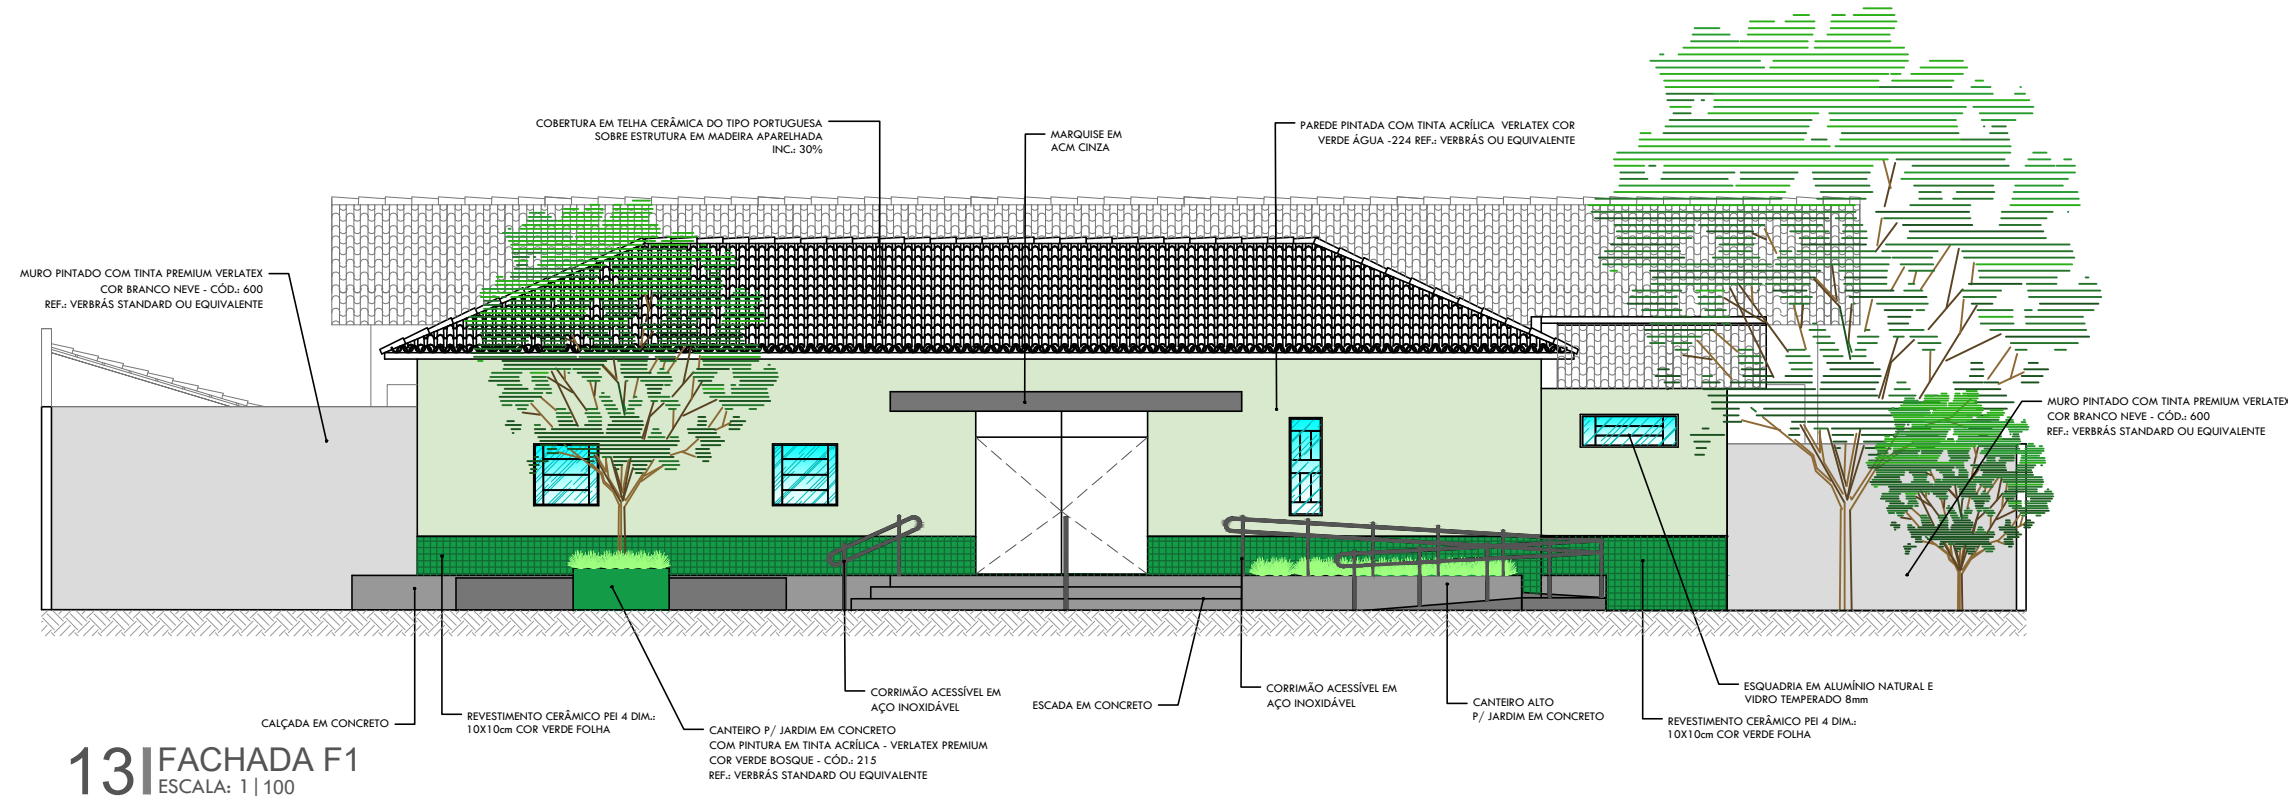 COBERTURA EM TELHA CERÂMICA DO TIPO PORTUGUESA
SOBRE ESTRUTURA EM MADEIRA APARELHADA
INC.: 30%
MARQUISE EM
ACM CINZA
PAREDE PINTADA COM TINTA ACRÍLICA VERLATEX COR
VERDE ÁGUA -224 REF.: VERBRÁS OU EQUIVALENTE
MURO PINTADO COM TINTA PREMIUM VERLATEX
COR BRANCO NEVE - CÓD.: 600
REF.: VERBRÁS STANDARD OU EQUIVALENTE
MURO PINTADO COM TINTA PREMIUM VERLATEX
COR BRANCO NEVE - CÓD.: 600
REF.: VERBRÁS STANDARD OU EQUIVALENTE
CALÇADA EM CONCRETO
REVESTIMENTO CERÂMICO PEI 4 DIM.:
10X10cm COR VERDE FOLHA
CANTEIRO P/ JARDIM EM CONCRETO
COM PINTURA EM TINTA ACRÍLICA - VERLATEX PREMIUM
COR VERDE BOSQUE - CÓD.: 215
REF.: VERBRÁS STANDARD OU EQUIVALENTE
CORRIMÃO ACESSÍVEL EM
AÇO INOXIDÁVEL
ESCADA EM CONCRETO
CORRIMÃO ACESSÍVEL EM
AÇO INOXIDÁVEL
CANTEIRO ALTO
P/ JARDIM EM CONCRETO
ESQUADRIA EM ALUMÍNIO NATURAL E
VIDRO TEMPERADO 8mm
REVESTIMENTO CERÂMICO PEI 4 DIM.:
10X10cm COR VERDE FOLHA
13 FACHADA F1
ESCALA: 1|100